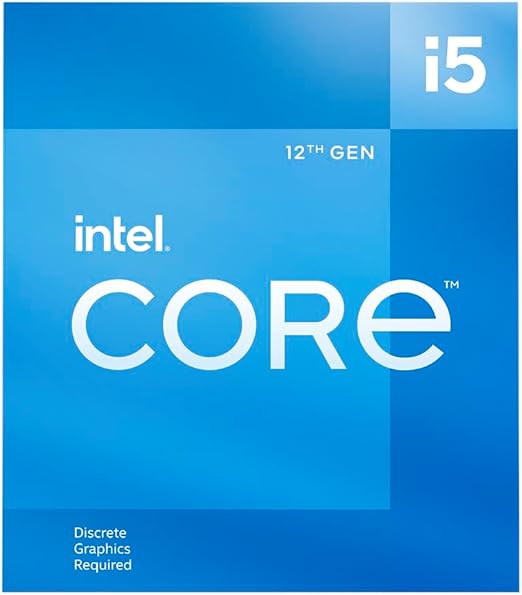 i5
12TH GEN
intel.
CORe™
Discrete
Graphics
Required